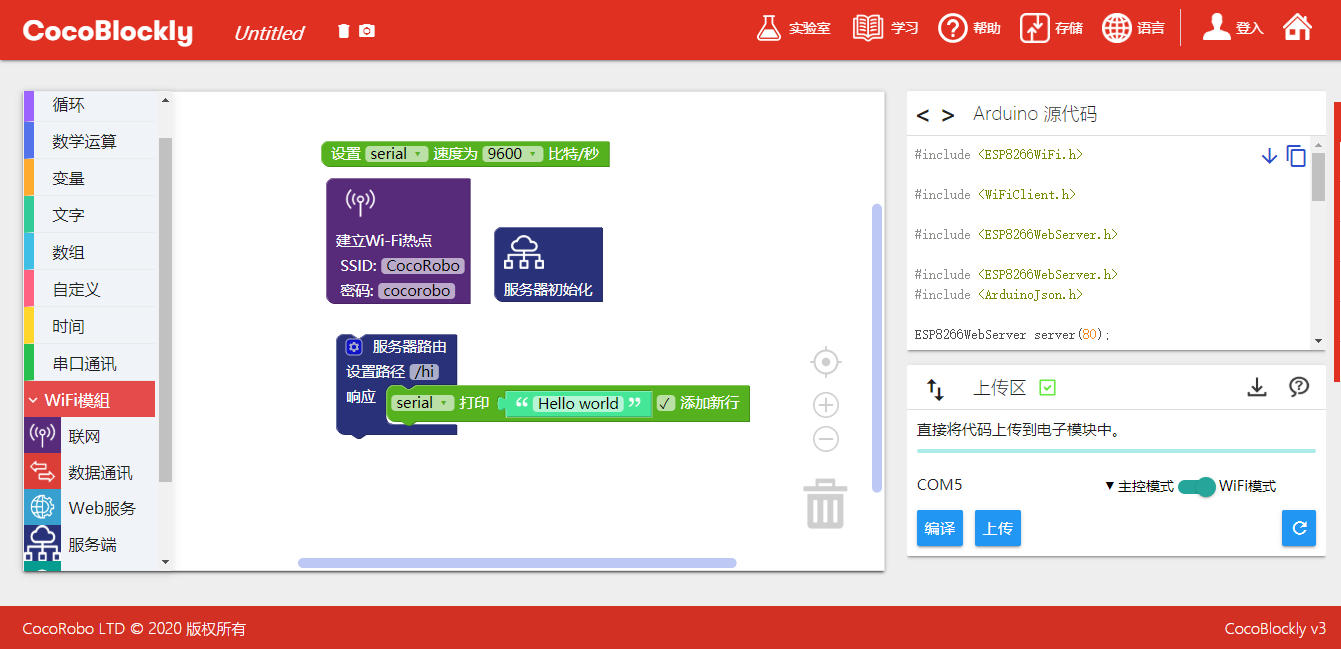 CocoBlockly
Untitled
实验室
学习
帮助
存储
语言
登入
循环
数学运算
变量
文字
数组
自定义
时间
串口通讯
WiFi模組
联网
数据通讯
Web服务
服务端
设置 serial 速度为 9600 比特/秒
建立Wi-Fi热点
SSID: CocoRobo
密码: cocorobo
服务器初始化
服务器路由
设置路径 /hi
响应
serial 打印 “ Hello world ” ✓ 添加新行
< > Arduino 源代码
#include <ESP8266WiFi.h>
#include <WiFiClient.h>
#include <ESP8266WebServer.h>
#include <ESP8266WebServer.h>
#include <ArduinoJson.h>
ESP8266WebServer server(80);
上传区
直接将代码上传到电子模块中。
COM5
▼ 主控模式
WiFi模式
编译
上传
CocoRobo LTD © 2020 版权所有
CocoBlockly v3